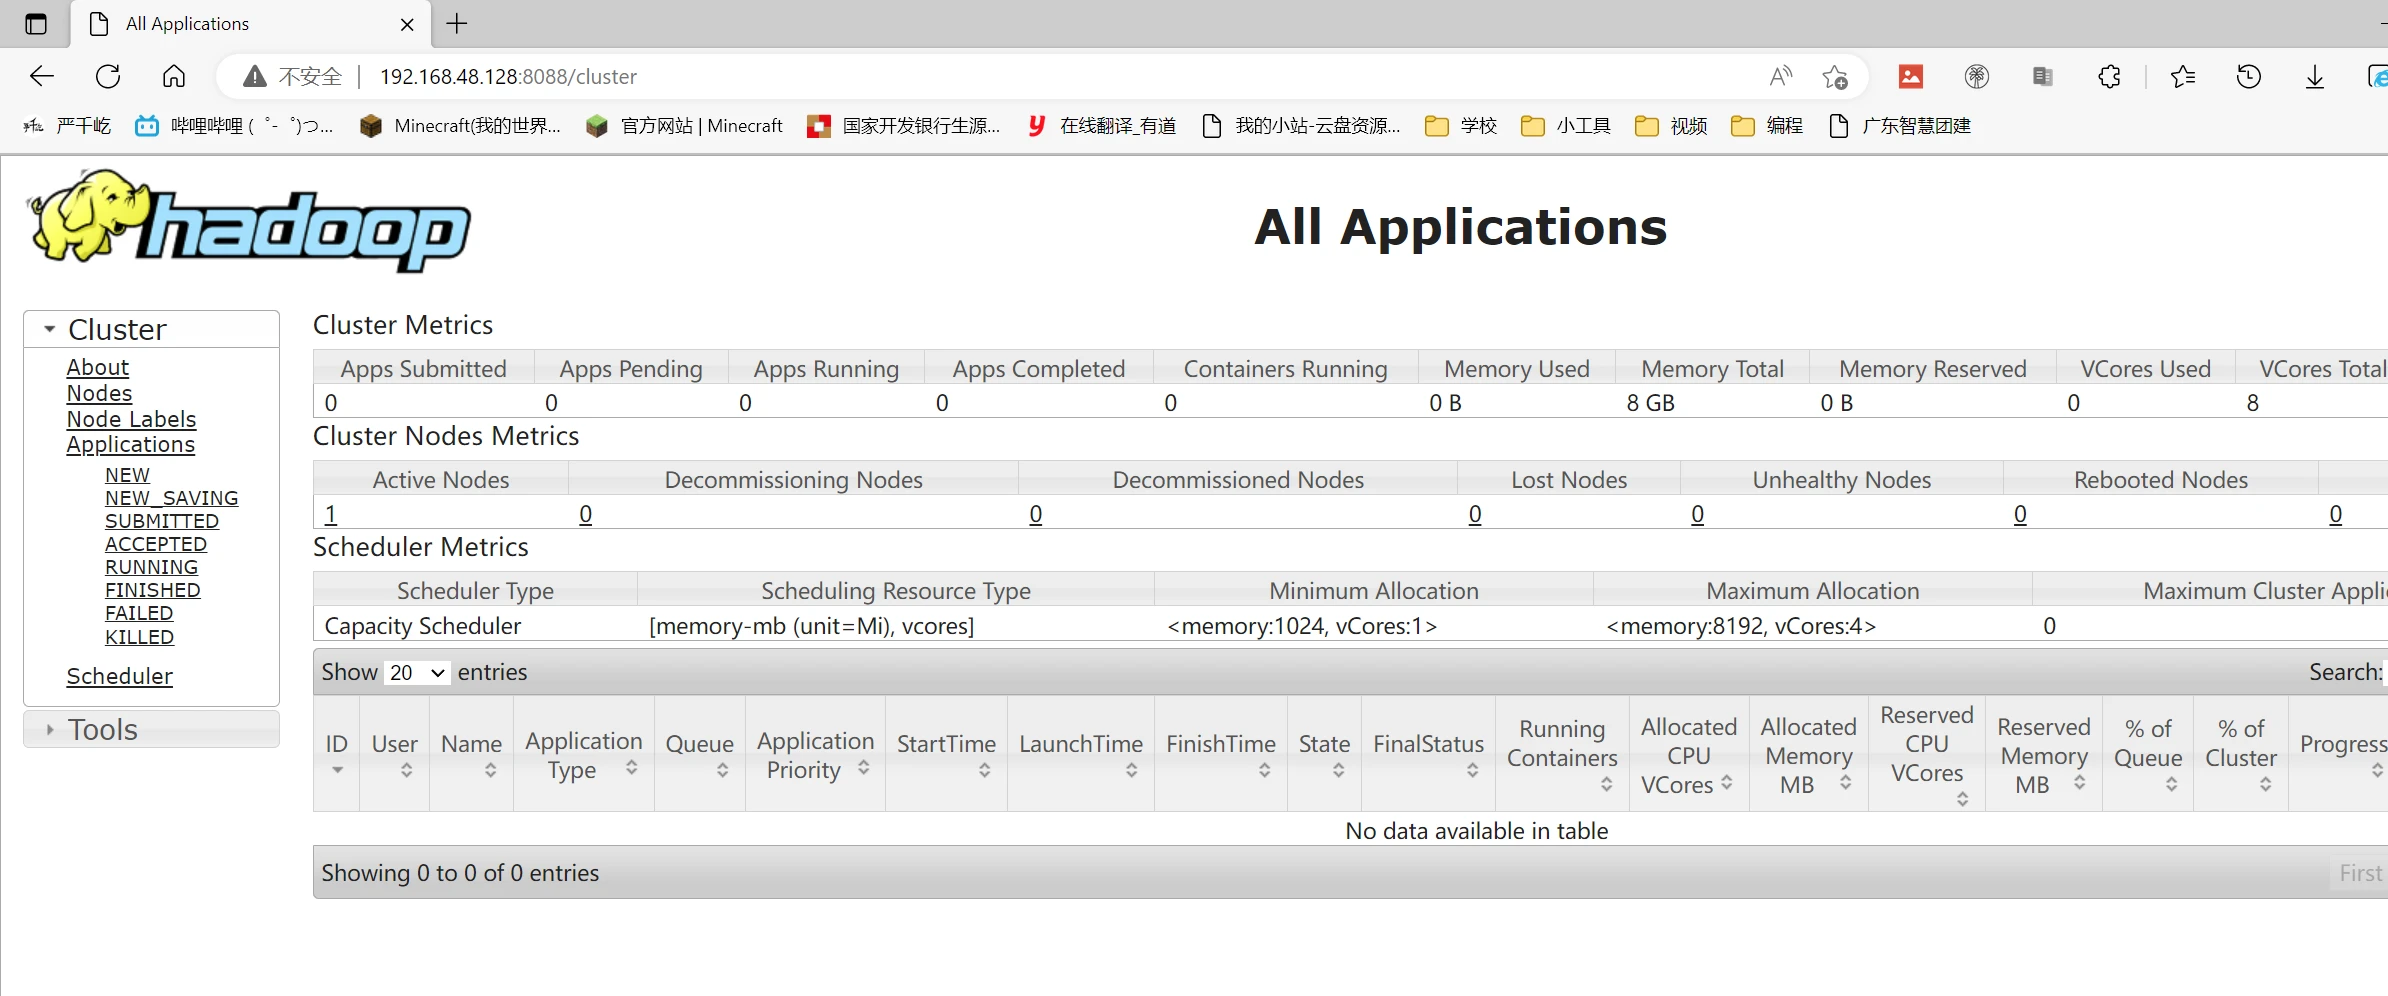 All Applications
不安全 | 192.168.48.128:8088/cluster
严千屹 哔哩哔哩 ( ゜- ゜)つ... Minecraft(我的世界... 官方网站 | Minecraft 国家开发银行生源... 在线翻译_有道 我的小站-云盘资源... 学校 小工具 视频 编程 广东智慧团建
hadoop
All Applications
Cluster
About
Nodes
Node Labels
Applications
NEW
NEW_SAVING
SUBMITTED
ACCEPTED
RUNNING
FINISHED
FAILED
KILLED
Scheduler
Tools
Cluster Metrics
Apps Submitted Apps Pending Apps Running Apps Completed Containers Running Memory Used Memory Total Memory Reserved VCores Used VCores Total
0 0 0 0 0 0 B 8 GB 0 B 0 8
Cluster Nodes Metrics
Active Nodes Decommissioning Nodes Decommissioned Nodes Lost Nodes Unhealthy Nodes Rebooted Nodes
1 0 0 0 0 0 0
Scheduler Metrics
Scheduler Type Scheduling Resource Type Minimum Allocation Maximum Allocation Maximum Cluster Appli
Capacity Scheduler [memory-mb (unit=Mi), vcores] <memory:1024, vCores:1> <memory:8192, vCores:4> 0
Show 20 entries Search:
ID User Name Application Type Queue Application Priority StartTime LaunchTime FinishTime State FinalStatus Running Containers Allocated CPU VCores Allocated Memory MB Reserved CPU VCores Reserved Memory MB % of Queue % of Cluster Progress
No data available in table
Showing 0 to 0 of 0 entries First